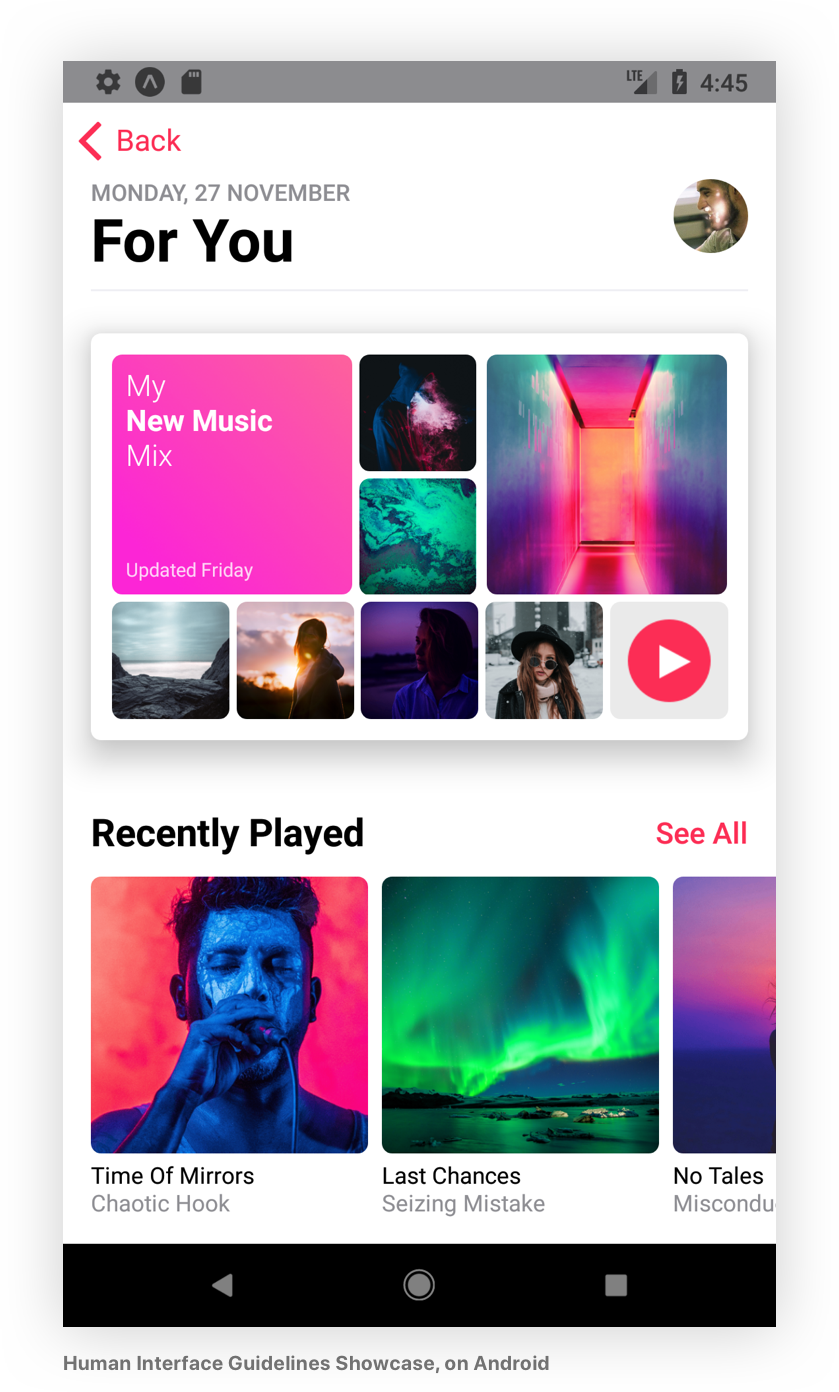 LTE 4:45
Back
MONDAY, 27 NOVEMBER
For You
My
New Music
Mix
Updated Friday
Recently Played See All
Time Of Mirrors Last Chances No Tales
Chaotic Hook Seizing Mistake Miscondu
Human Interface Guidelines Showcase, on Android